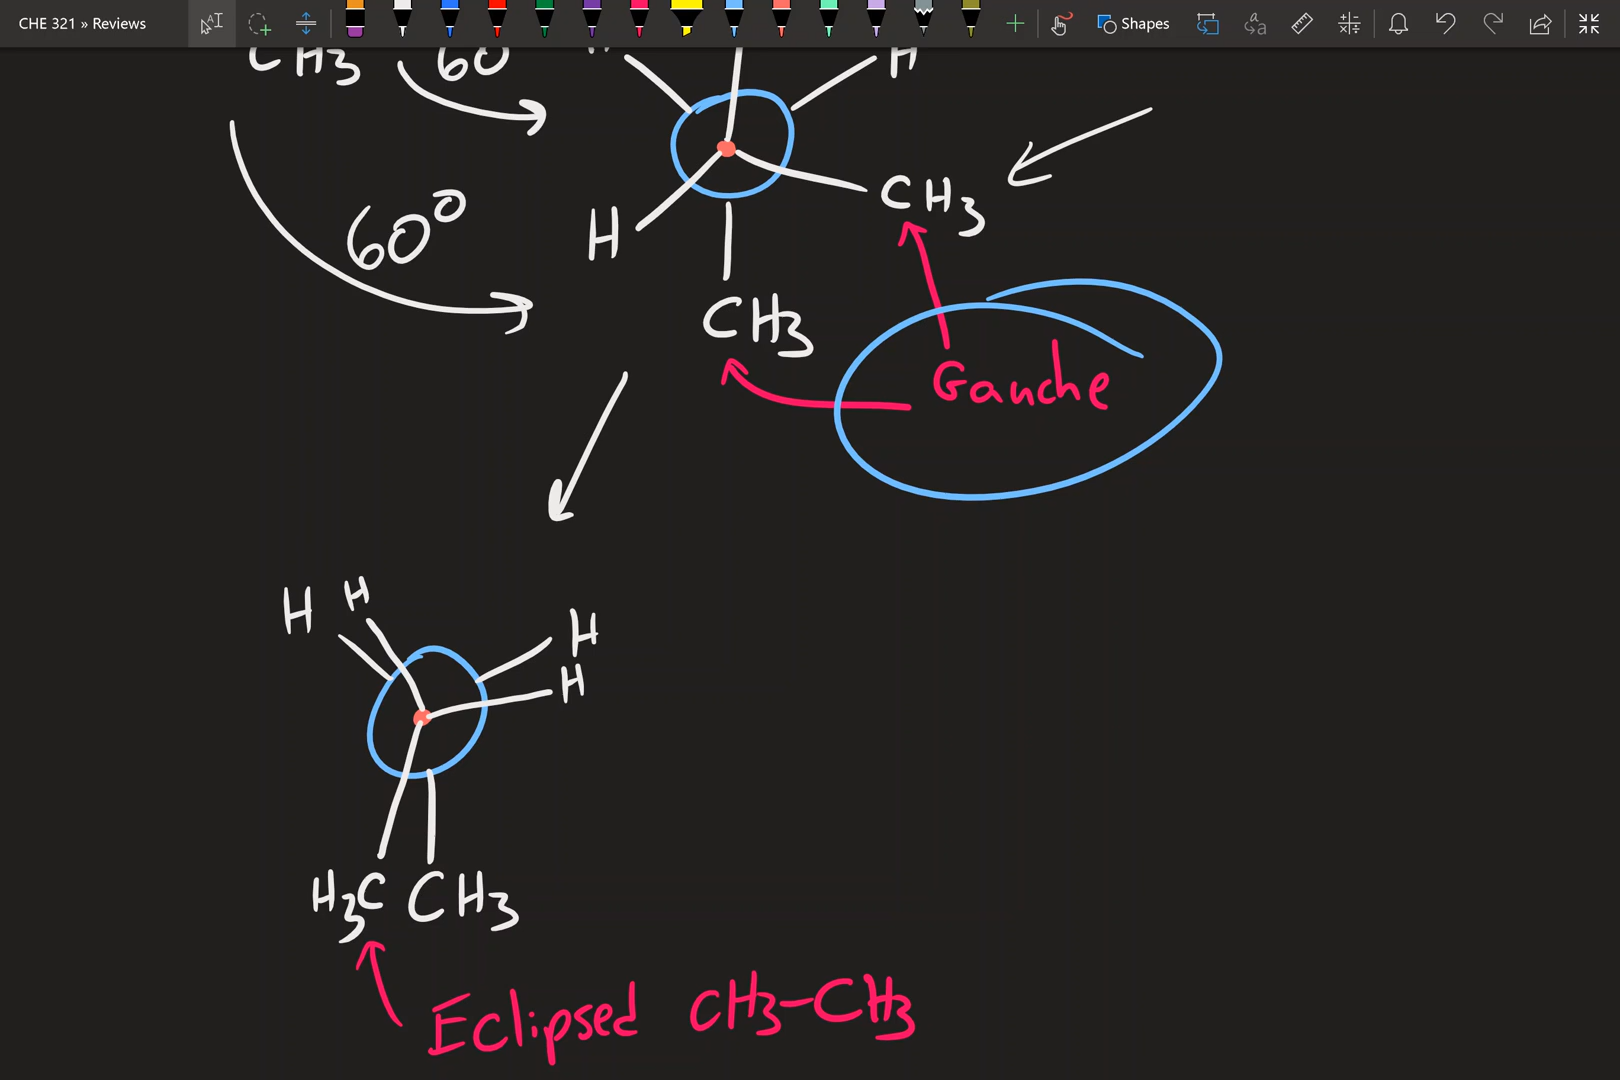 CHE 321 » Reviews
Shapes
CH3
60
H
60°
CH3
H
CH3
Gauche
H
H
H
H
H3C CH3
Eclipsed CH3-CH3